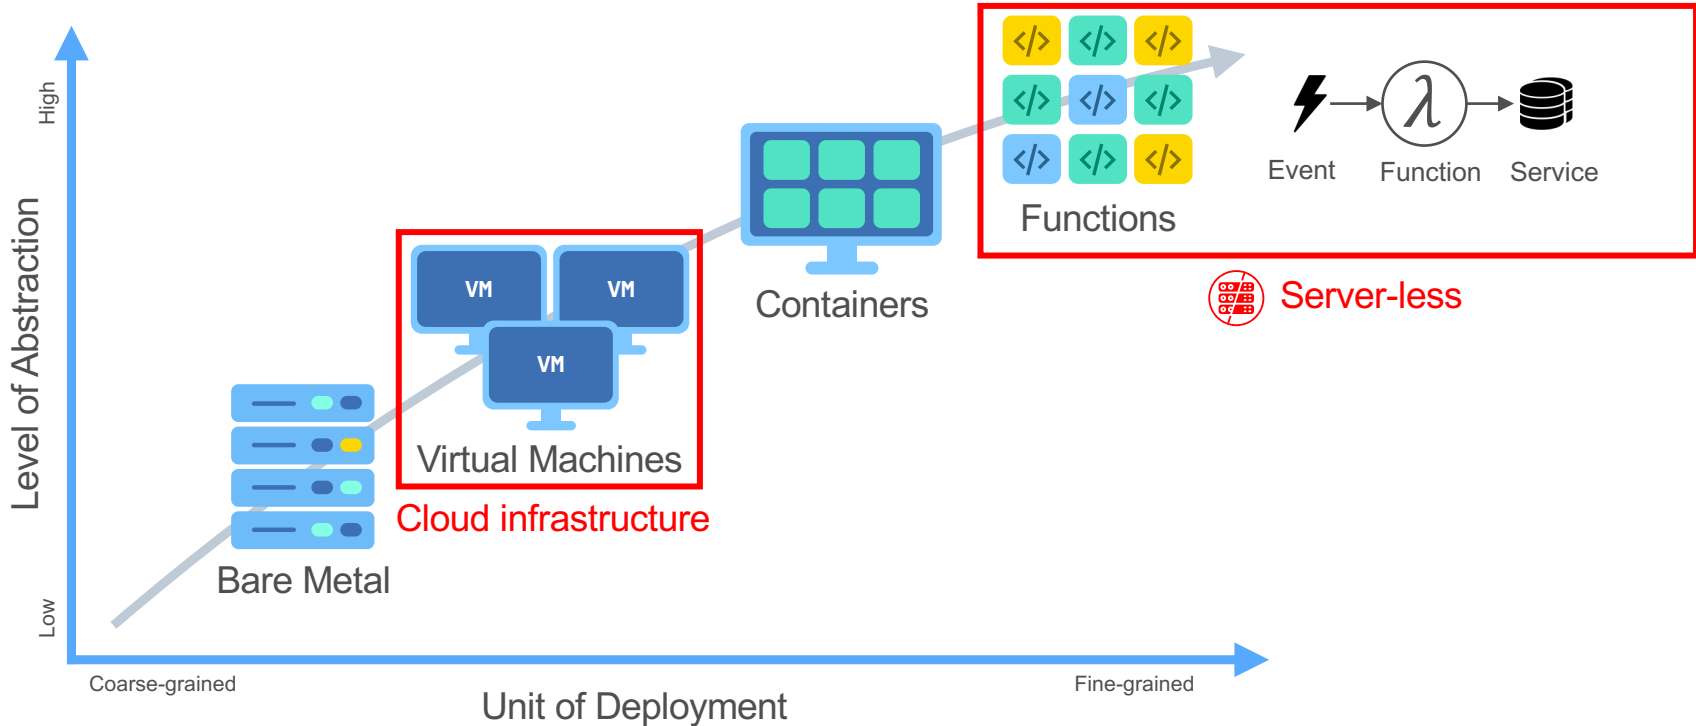 High
Level of Abstraction
Low
Coarse-grained
Unit of Deployment
Fine-grained
Bare Metal
VM
VM
VM
Virtual Machines
Cloud infrastructure
Containers
</>
</>
</>
</>
</>
</>
</>
</>
</>
Functions
λ
Event
Function
Service
Server-less